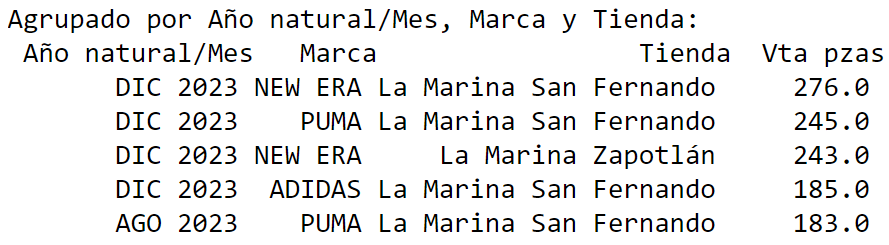 Agrupado por Año natural/Mes, Marca y Tienda:
Año natural/Mes Marca Tienda Vta pzas
DIC 2023 NEW ERA La Marina San Fernando 276.0
DIC 2023 PUMA La Marina San Fernando 245.0
DIC 2023 NEW ERA La Marina Zapotlán 243.0
DIC 2023 ADIDAS La Marina San Fernando 185.0
AGO 2023 PUMA La Marina San Fernando 183.0